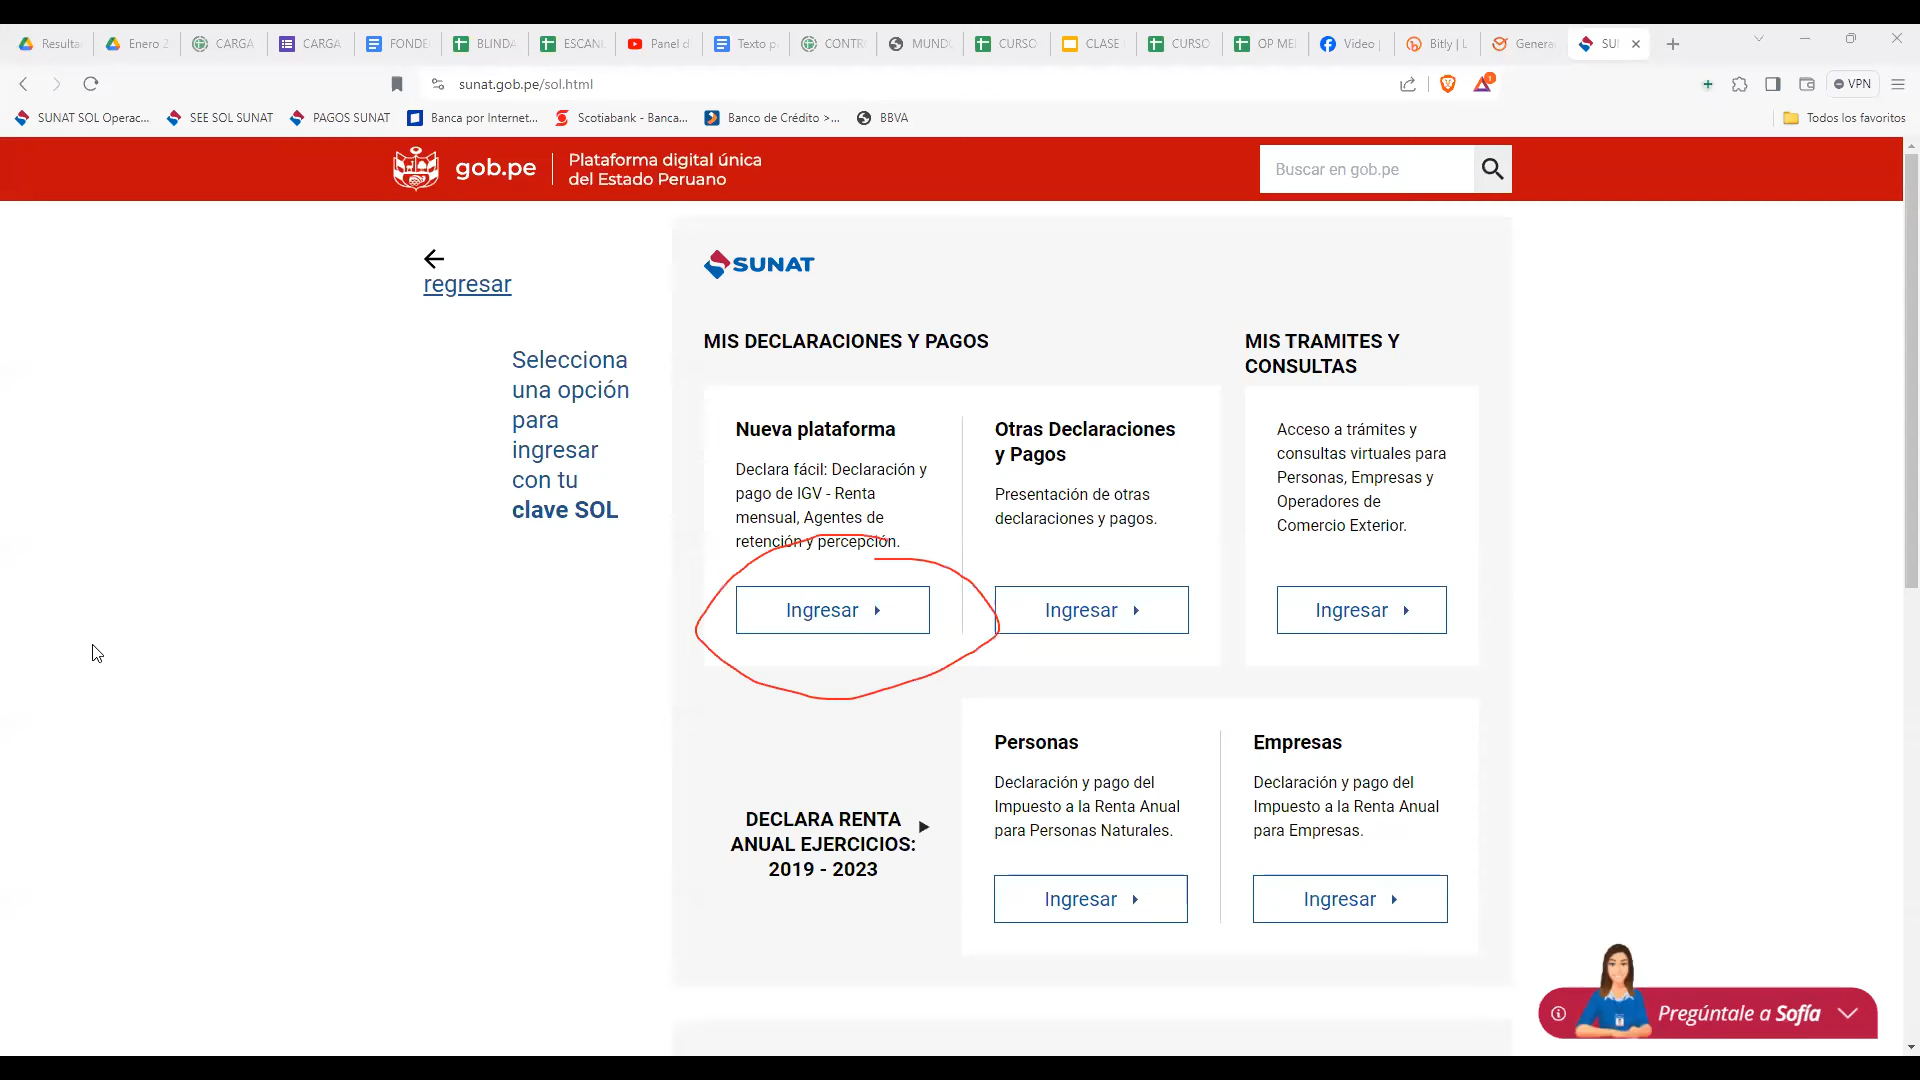 Resulta
Enero 2
CARGA
CARGA
FONDE
BLINDA
ESCANE
Panel d
Texto p
CONTR
MUND
CURSO
CLASE
CURSO
OP ME
Video |
Bitly | L
Genera
SU
sunat.gob.pe/sol.html
1
VPN
SUNAT SOL Operac...
SEE SOL SUNAT
PAGOS SUNAT
Banca por Internet...
Scotiabank - Banca...
Banco de Crédito >...
BBVA
Todos los favoritos
gob.pe
Plataforma digital única
del Estado Peruano
Buscar en gob.pe
regresar
Selecciona
una opción
para
ingresar
con tu
clave SOL
SUNAT
MIS DECLARACIONES Y PAGOS
Nueva plataforma
Declara fácil: Declaración y
pago de IGV - Renta
mensual, Agentes de
retención y percepción.
Ingresar
Otras Declaraciones
y Pagos
Presentación de otras
declaraciones y pagos.
Ingresar
MIS TRAMITES Y
CONSULTAS
Acceso a trámites y
consultas virtuales para
Personas, Empresas y
Operadores de
Comercio Exterior.
Ingresar
DECLARA RENTA
ANUAL EJERCICIOS:
2019 - 2023
Personas
Declaración y pago del
Impuesto a la Renta Anual
para Personas Naturales.
Ingresar
Empresas
Declaración y pago del
Impuesto a la Renta Anual
para Empresas.
Ingresar
Pregúntale a Sofía